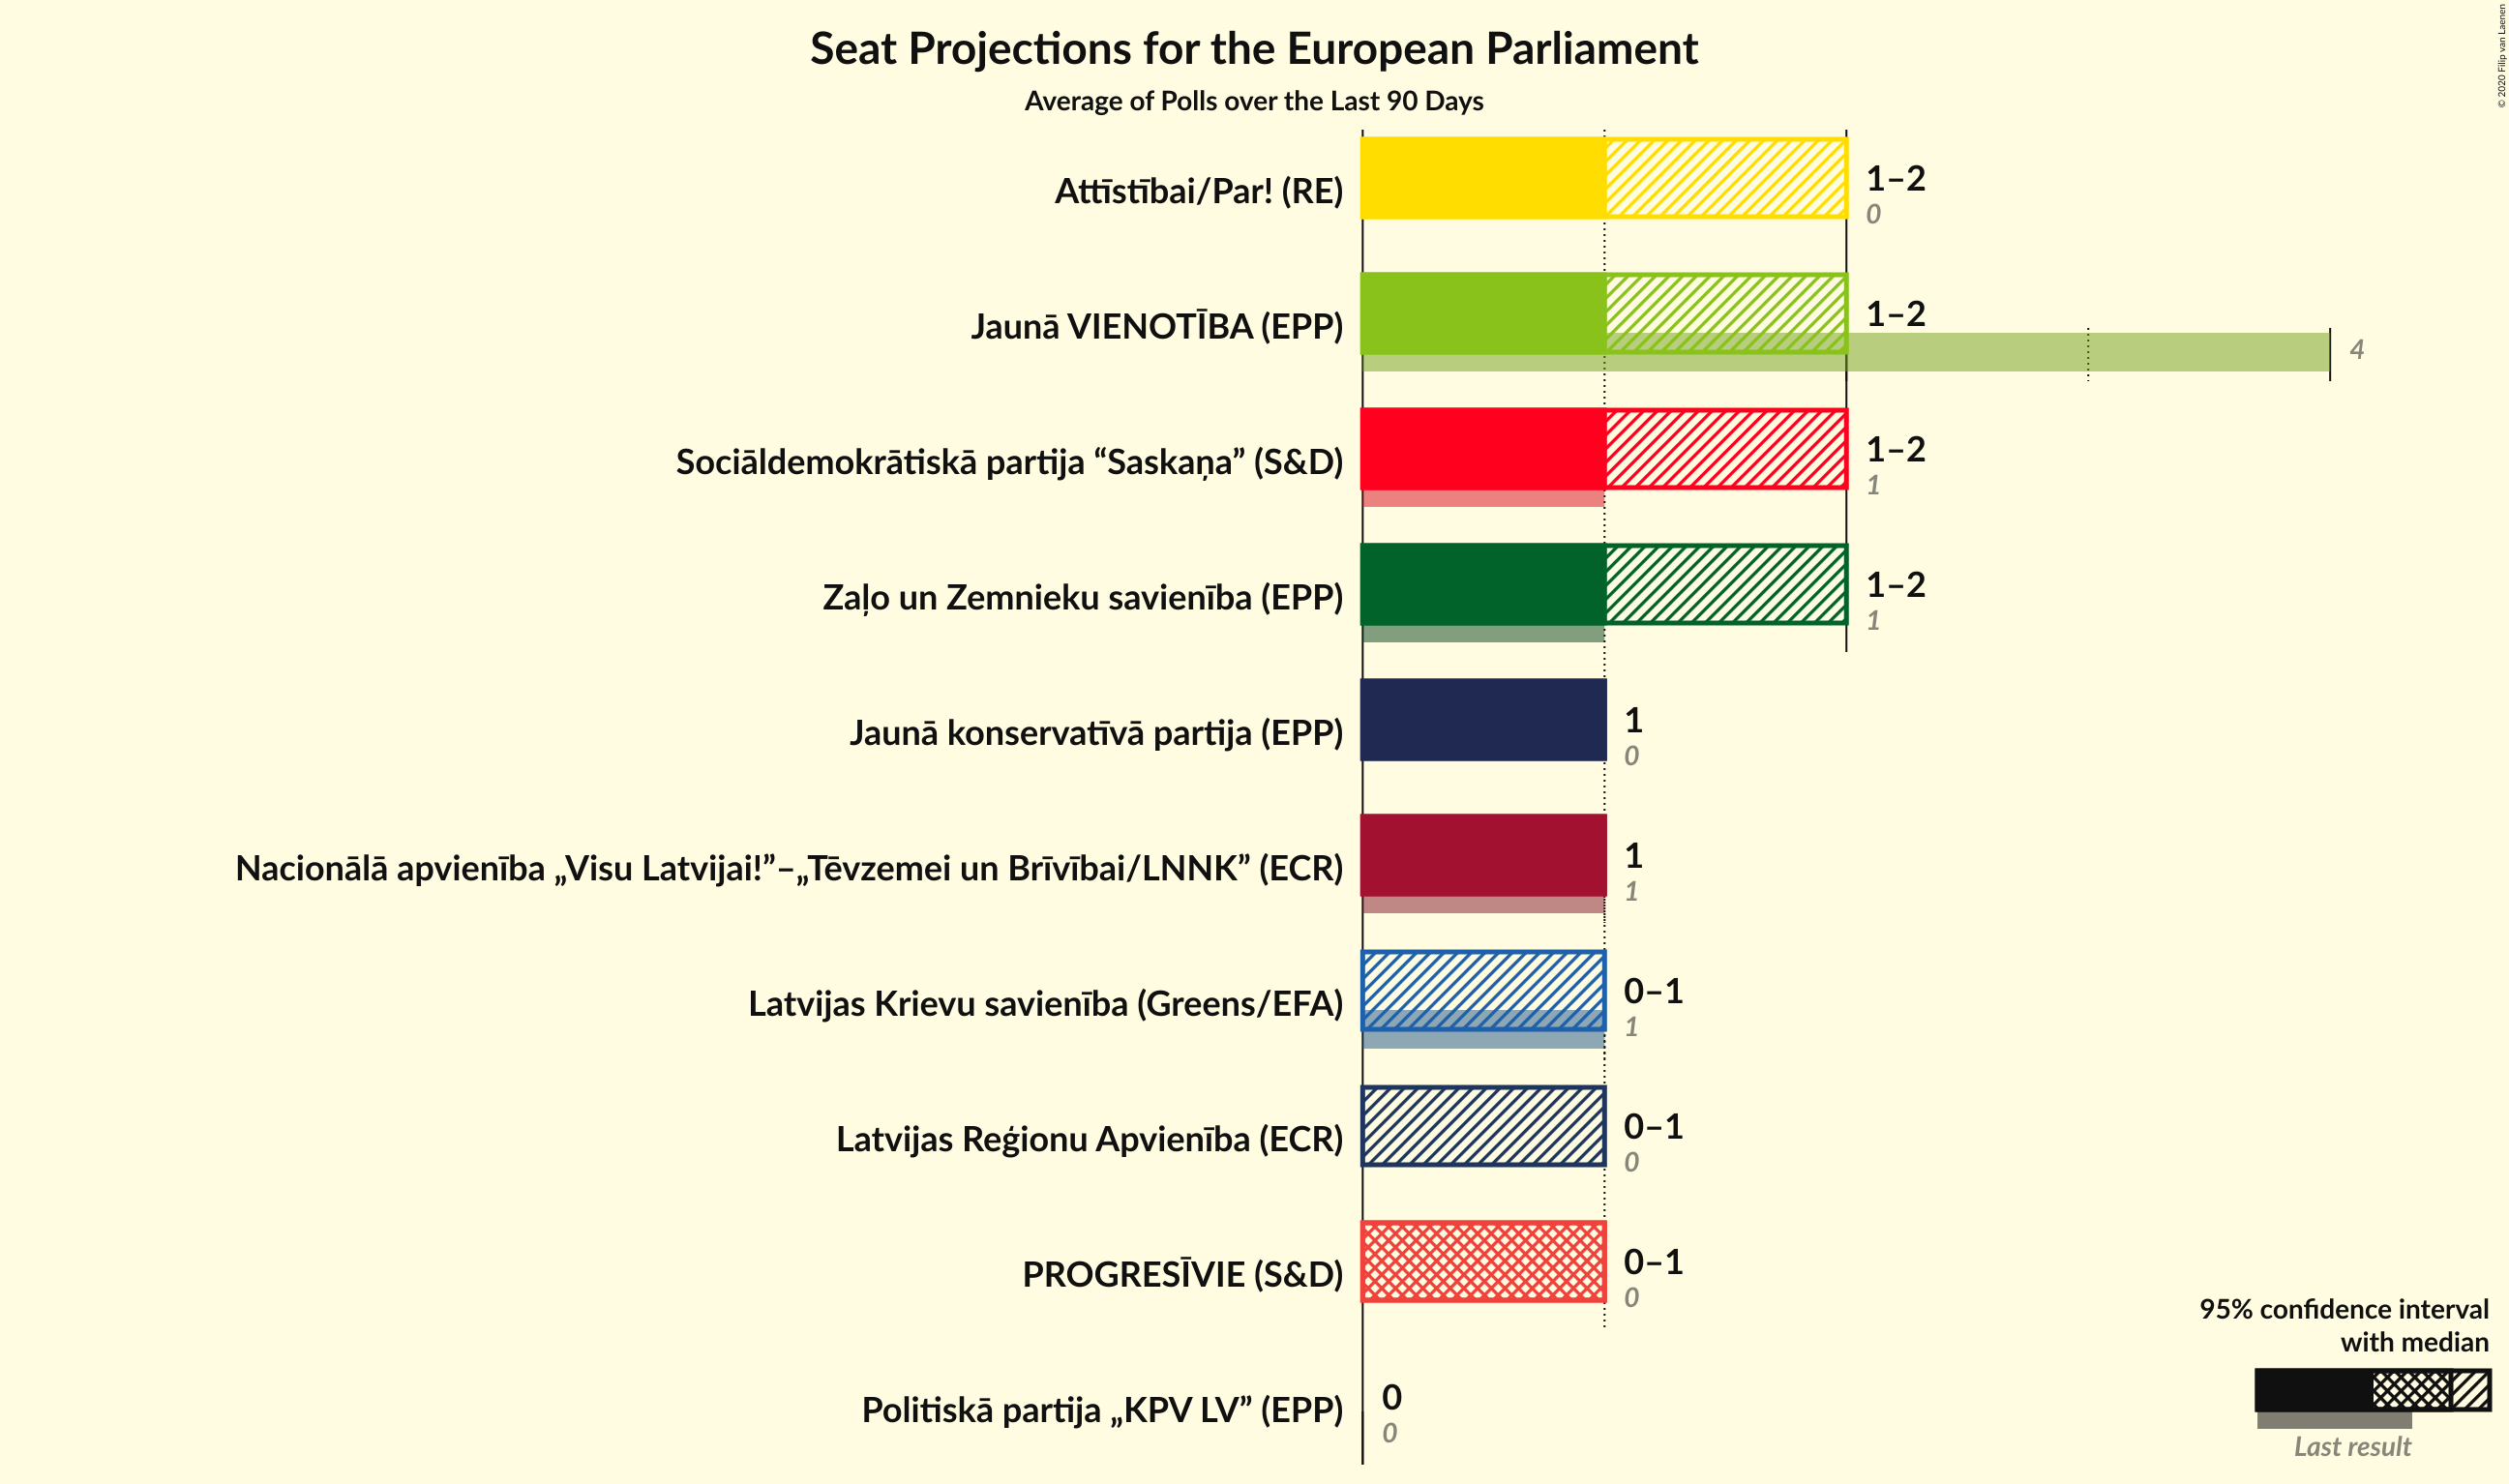 Seat Projections for the European Parliament
Average of Polls over the Last 90 Days
© 2020 Filip van Laenen
Attīstībai/Par! (RE)
1–2
0
Jaunā VIENOTĪBA (EPP)
1–2
4
Sociāldemokrātiskā partija “Saskaņa” (S&D)
1–2
1
Zaļo un Zemnieku savienība (EPP)
1–2
1
Jaunā konservatīvā partija (EPP)
1
0
Nacionālā apvienība „Visu Latvijai!”–„Tēvzemei un Brīvībai/LNNK” (ECR)
1
1
Latvijas Krievu savienība (Greens/EFA)
0–1
1
Latvijas Reģionu Apvienība (ECR)
0–1
0
PROGRESĪVIE (S&D)
0–1
0
Politiskā partija „KPV LV” (EPP)
0
0
95% confidence interval
with median
Last result